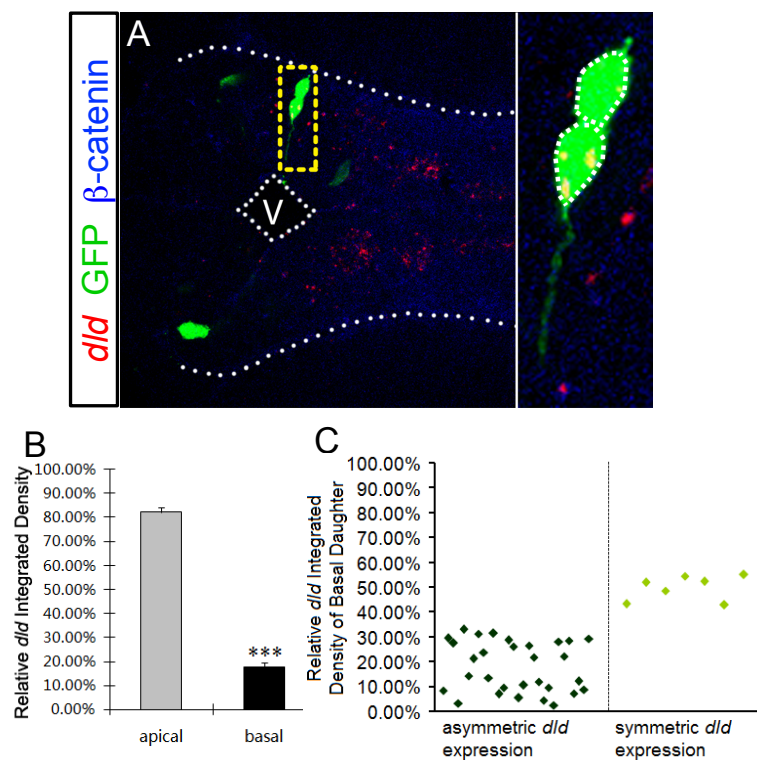 A
dld GFP β-catenin
V
B
Relative dld Integrated Density
100.00%
90.00%
80.00%
70.00%
60.00%
50.00%
40.00%
30.00%
20.00%
10.00%
0.00%
***
apical basal
C
Relative dld Integrated
Density of Basal Daughter
100.00%
90.00%
80.00%
70.00%
60.00%
50.00%
40.00%
30.00%
20.00%
10.00%
0.00%
asymmetric dld
expression
symmetric dld
expression